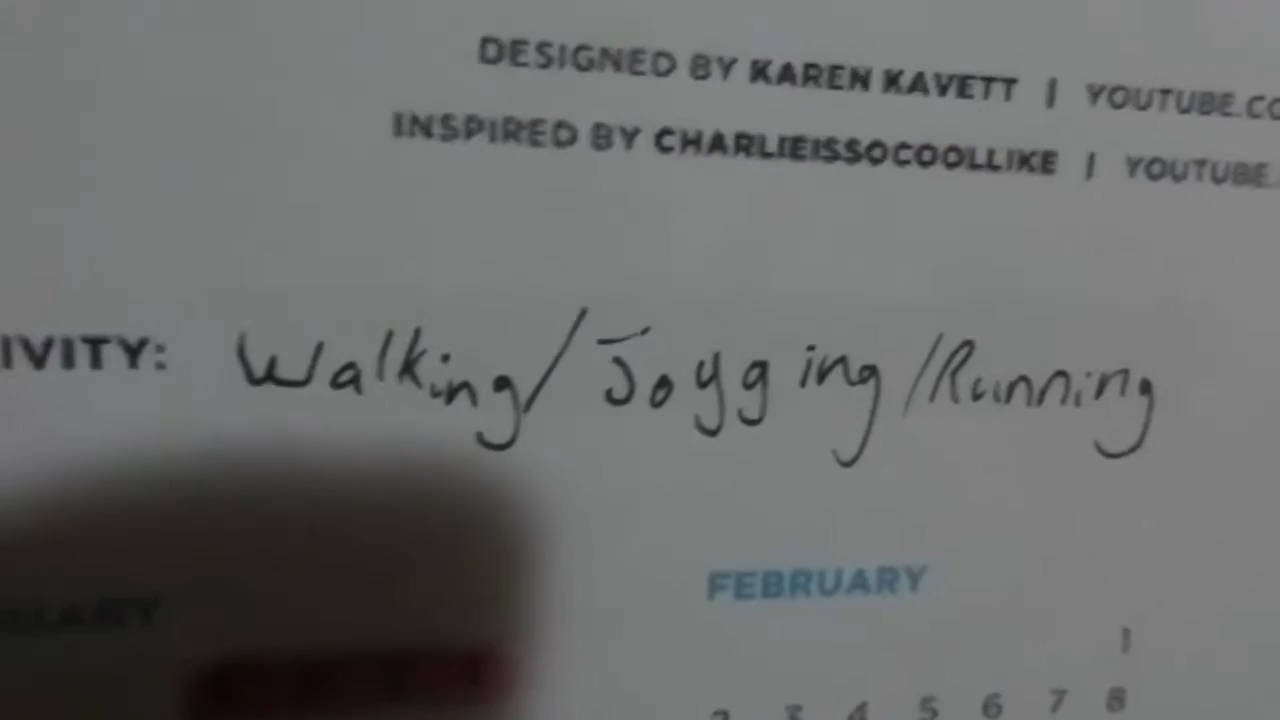 DESIGNED BY KAREN KAVETT | YOUTUBE.CO
INSPIRED BY CHARLIEISSOCOOLLIKE | YOUTUBE.
IVITY: Walking/Jogging/Running
FEBRUARY
1
2 3 4 5 6 7 8